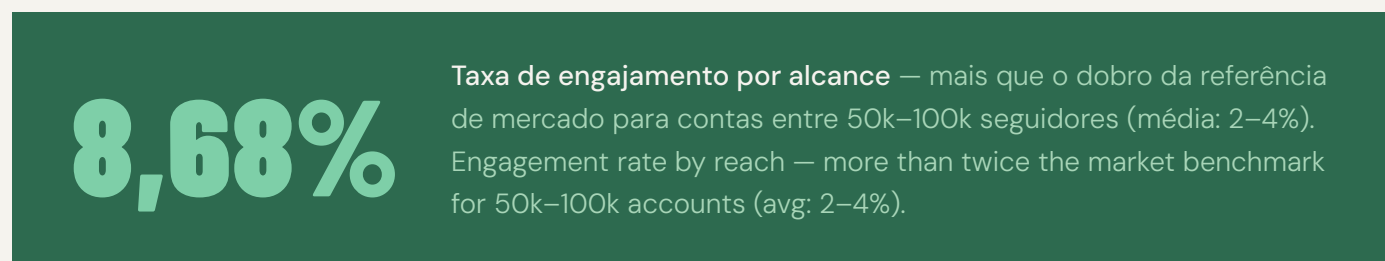 8,68%
Taxa de engajamento por alcance — mais que o dobro da referência
de mercado para contas entre 50k–100k seguidores (média: 2–4%).
Engagement rate by reach — more than twice the market benchmark
for 50k–100k accounts (avg: 2–4%).